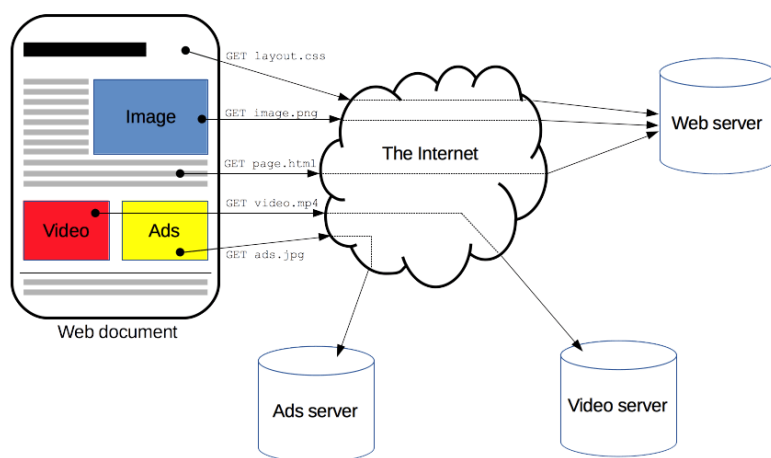 GET layout.css
Image
GET image.png
Web server
The Internet
GET page.html
GET video.mp4
Video
Ads
GET ads.jpg
Web document
Ads server
Video server